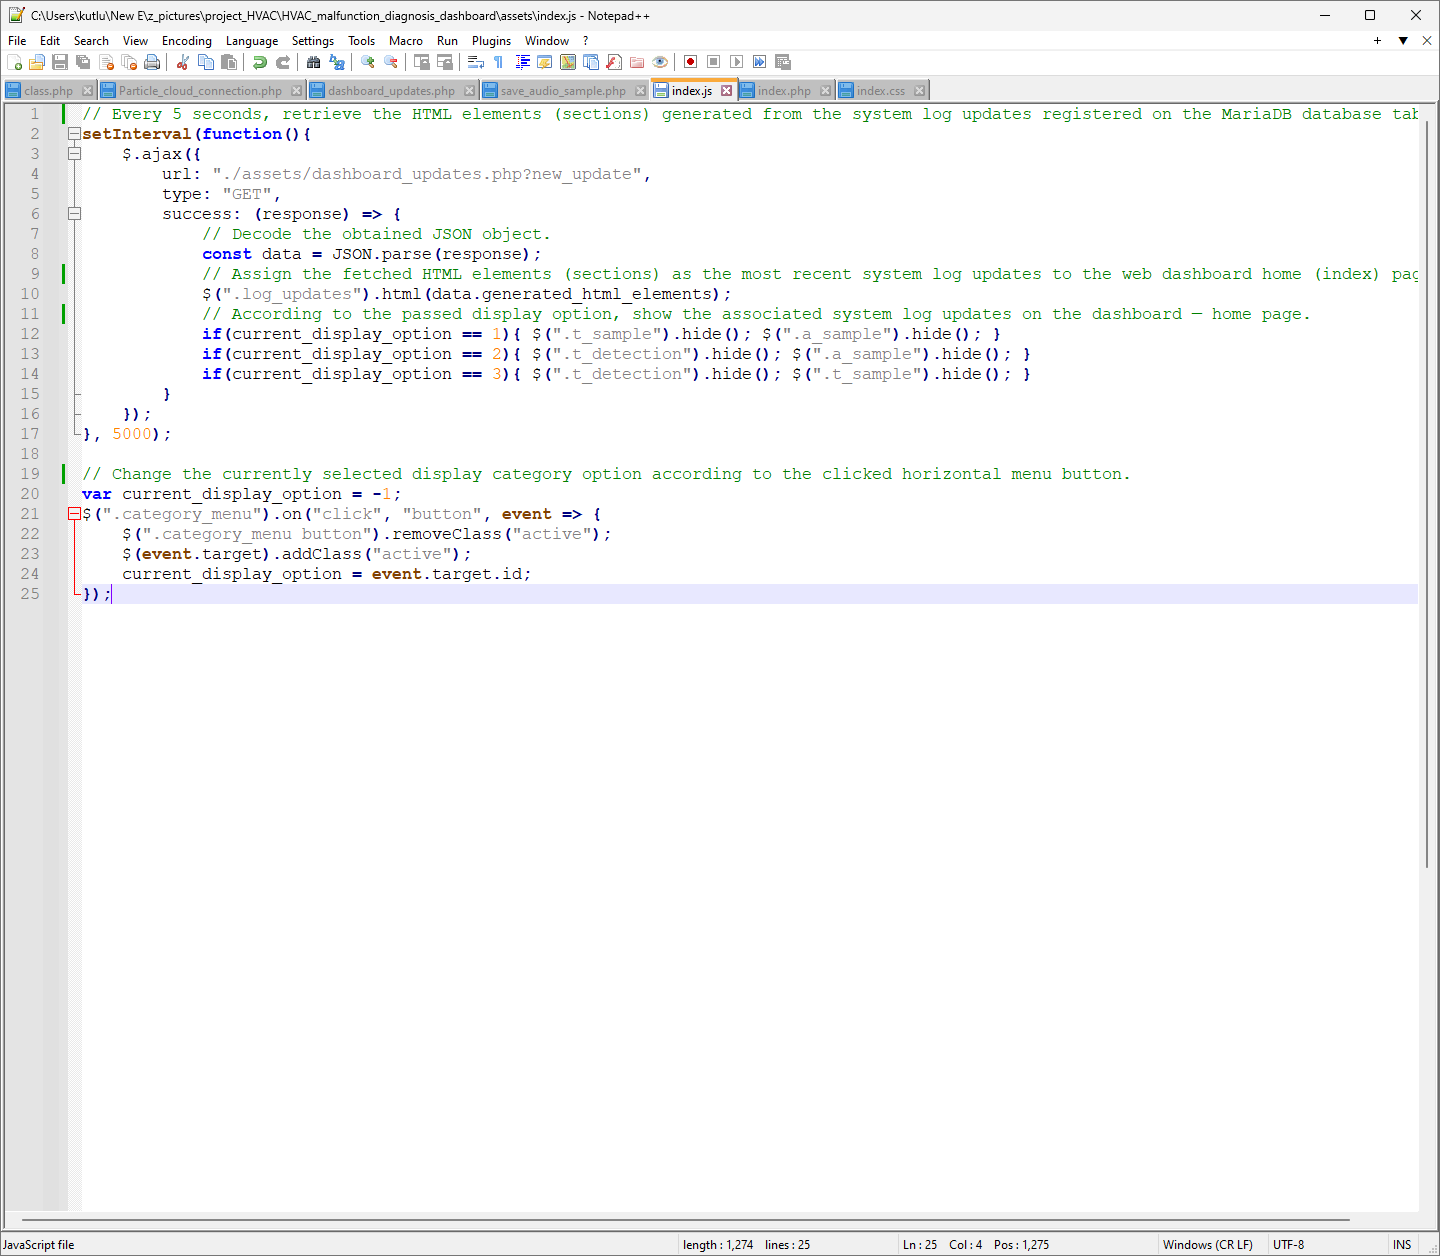 C:\Users\kutlu\New E\z_pictures\project_HVAC\HVAC_malfunction_diagnosis_dashboard\assets\index.js - Notepad++
File Edit Search View Encoding Language Settings Tools Macro Run Plugins Window ?
class.php Particle_cloud_connection.php dashboard_updates.php save_audio_sample.php index.js index.php index.css
1 // Every 5 seconds, retrieve the HTML elements (sections) generated from the system log updates registered on the MariaDB database tab
2 setInterval(function(){
3 $.ajax({
4 url: "./assets/dashboard_updates.php?new_update",
5 type: "GET",
6 success: (response) => {
7 // Decode the obtained JSON object.
8 const data = JSON.parse(response);
9 // Assign the fetched HTML elements (sections) as the most recent system log updates to the web dashboard home (index) pag
10 $(".log_updates").html(data.generated_html_elements);
11 // According to the passed display option, show the associated system log updates on the dashboard — home page.
12 if(current_display_option == 1){ $(".t_sample").hide(); $(".a_sample").hide(); }
13 if(current_display_option == 2){ $(".t_detection").hide(); $(".a_sample").hide(); }
14 if(current_display_option == 3){ $(".t_detection").hide(); $(".t_sample").hide(); }
15 }
16 });
17 }, 5000);
18
19 // Change the currently selected display category option according to the clicked horizontal menu button.
20 var current_display_option = -1;
21 $(".category_menu").on("click", "button", event => {
22 $(".category_menu button").removeClass("active");
23 $(event.target).addClass("active");
24 current_display_option = event.target.id;
25 });
JavaScript file length : 1,274 lines : 25 Ln : 25 Col : 4 Pos : 1,275 Windows (CR LF) UTF-8 INS